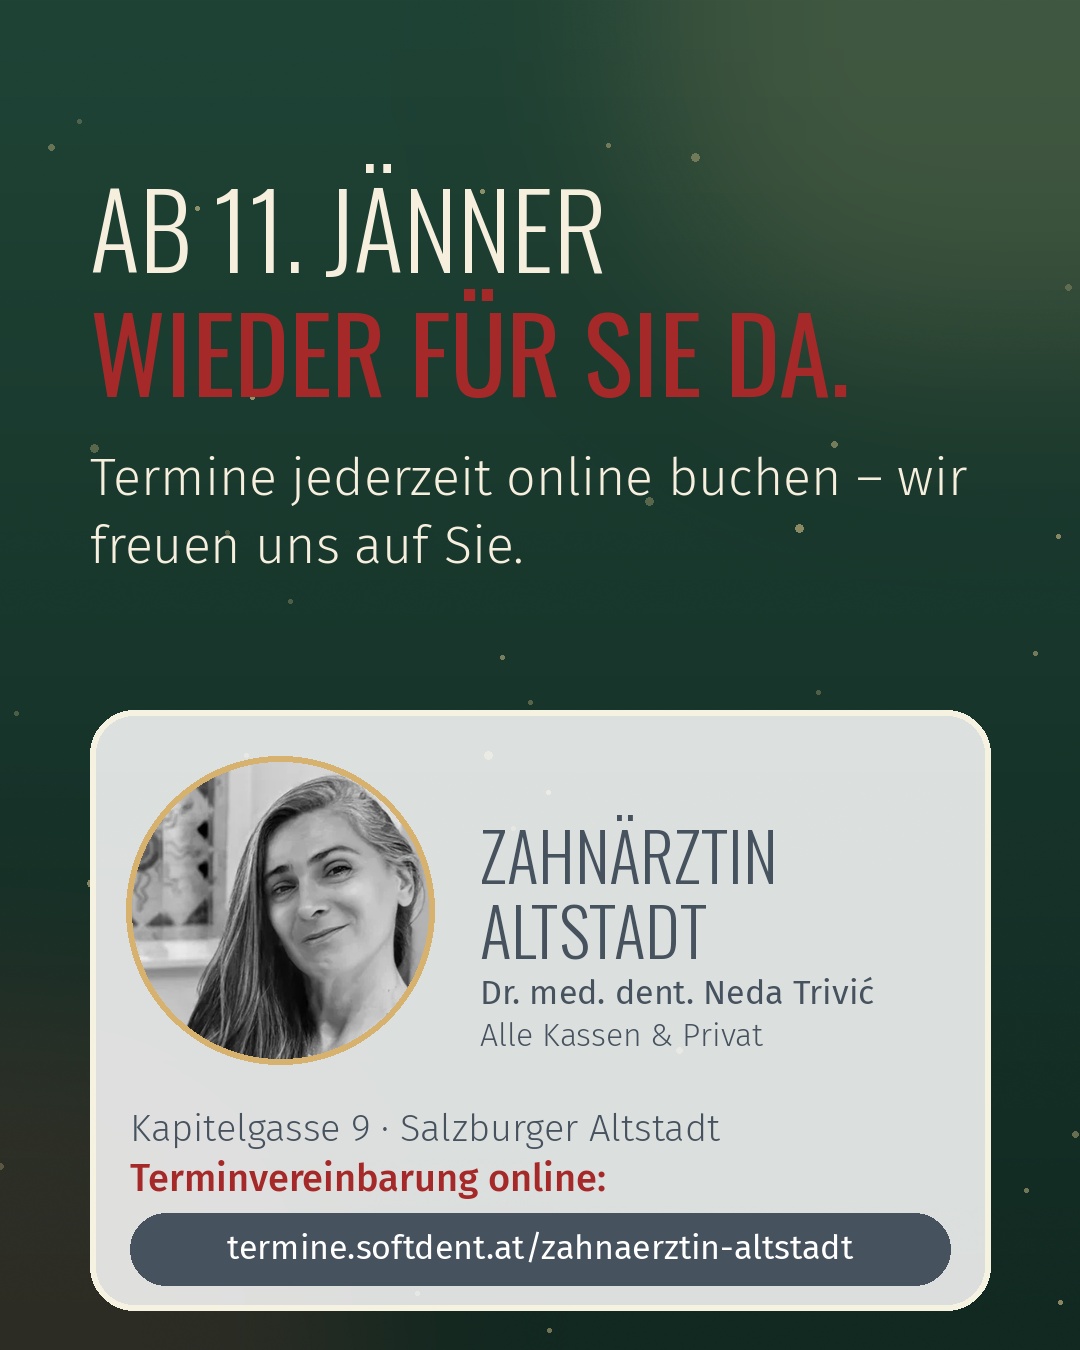 AB 11. JÄNNER
WIEDER FÜR SIE DA.
Termine jederzeit online buchen – wir
freuen uns auf Sie.
ZAHNÄRZTIN
ALTSTADT
Dr. med. dent. Neda Trivić
Alle Kassen & Privat
Kapitelgasse 9 · Salzburger Altstadt
Terminvereinbarung online:
termine.softdent.at/zahnaerztin-altstadt